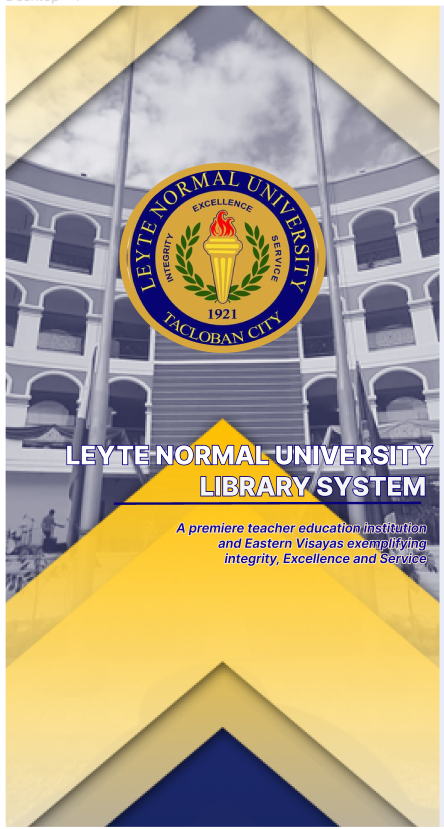 LEYTE NORMAL UNIVERSITY
EXCELLENCE
INTEGRITY
SERVICE
1921
TACLOBAN CITY
LEYTE NORMAL UNIVERSITY
LIBRARY SYSTEM
A premiere teacher education institution
and Eastern Visayas exemplifying
integrity, Excellence and Service